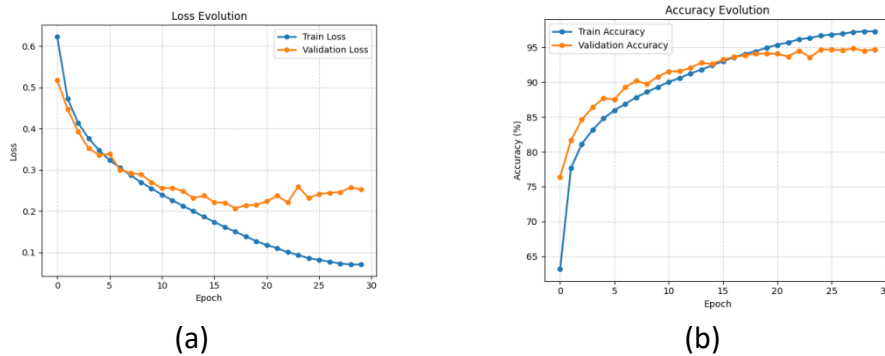 Loss Evolution
Train Loss
Validation Loss
0.6
0.5
0.4
0.3
0.2
0.1
Loss
0 5 10 15 20 25 30
Epoch
(a)
Accuracy Evolution
Train Accuracy
Validation Accuracy
95
90
85
80
75
70
65
Accuracy (%)
0 5 10 15 20 25 30
Epoch
(b)